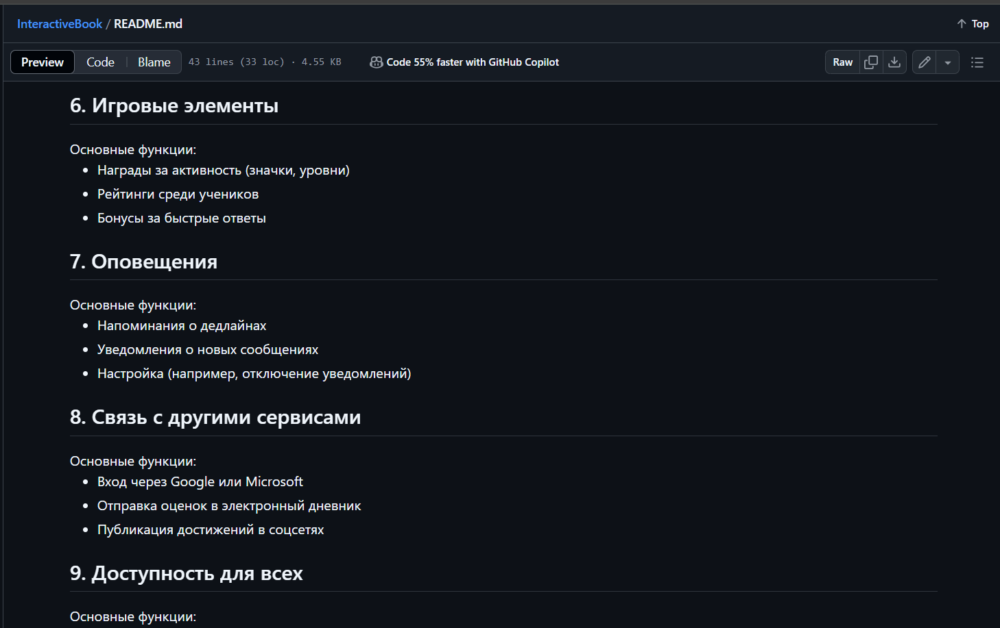 InteractiveBook / README.md
Top
Preview Code Blame 43 lines (33 loc) · 4.55 KB Code 55% faster with GitHub Copilot Raw
6. Игровые элементы
Основные функции:
• Награды за активность (значки, уровни)
• Рейтинги среди учеников
• Бонусы за быстрые ответы
7. Оповещения
Основные функции:
• Напоминания о дедлайнах
• Уведомления о новых сообщениях
• Настройка (например, отключение уведомлений)
8. Связь с другими сервисами
Основные функции:
• Вход через Google или Microsoft
• Отправка оценок в электронный дневник
• Публикация достижений в соцсетях
9. Доступность для всех
Основные функции: